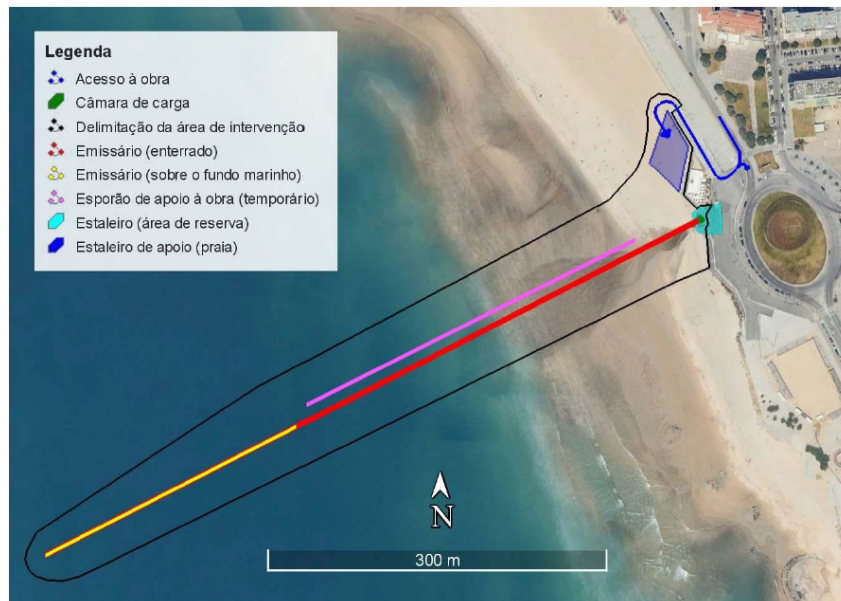 Legenda
Acesso à obra
Câmara de carga
Delimitação da área de intervenção
Emissário (enterrado)
Emissário (sobre o fundo marinho)
Esporão de apoio à obra (temporário)
Estaleiro (área de reserva)
Estaleiro de apoio (praia)
N
300 m